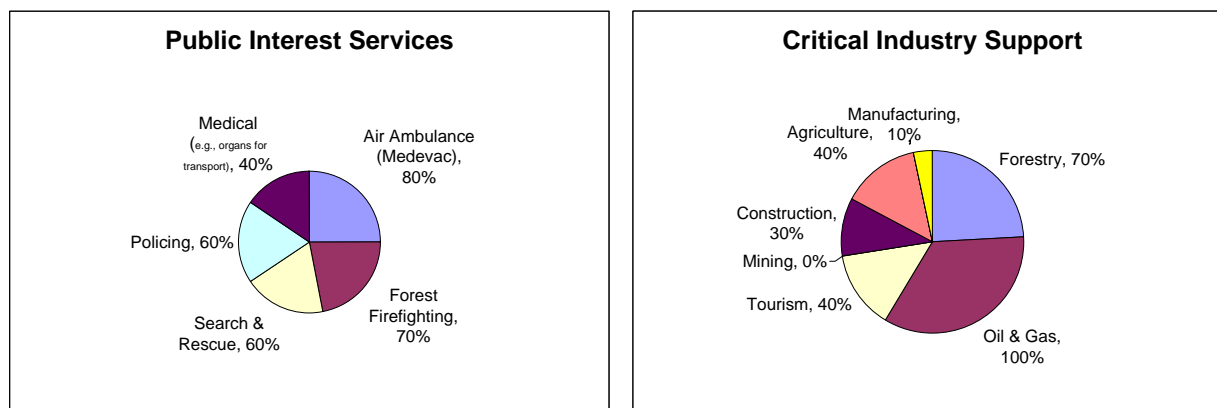 Public Interest Services
Medical
(e.g., organs for
transport), 40%
Air Ambulance
(Medevac),
80%
Policing, 60%
Search &
Rescue, 60%
Forest
Firefighting,
70%
Critical Industry Support
Manufacturing,
10%
Agriculture,
40%
Forestry, 70%
Construction,
30%
Mining, 0%
Tourism, 40%
Oil & Gas,
100%